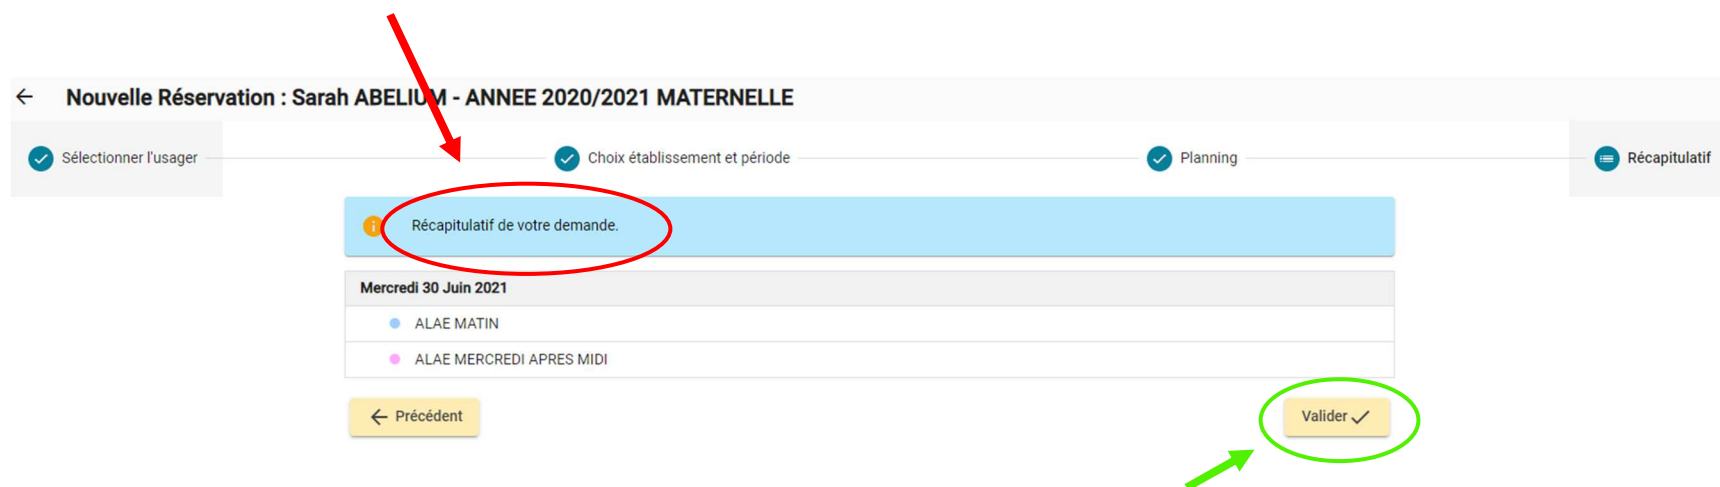 Nouvelle Réservation : Sarah ABELIUM - ANNEE 2020/2021 MATERNELLE
Sélectionner l'usager
Choix établissement et période
Planning
Récapitulatif
Récapitulatif de votre demande.
Mercredi 30 Juin 2021
ALAE MATIN
ALAE MERCREDI APRES MIDI
Précédent
Valider